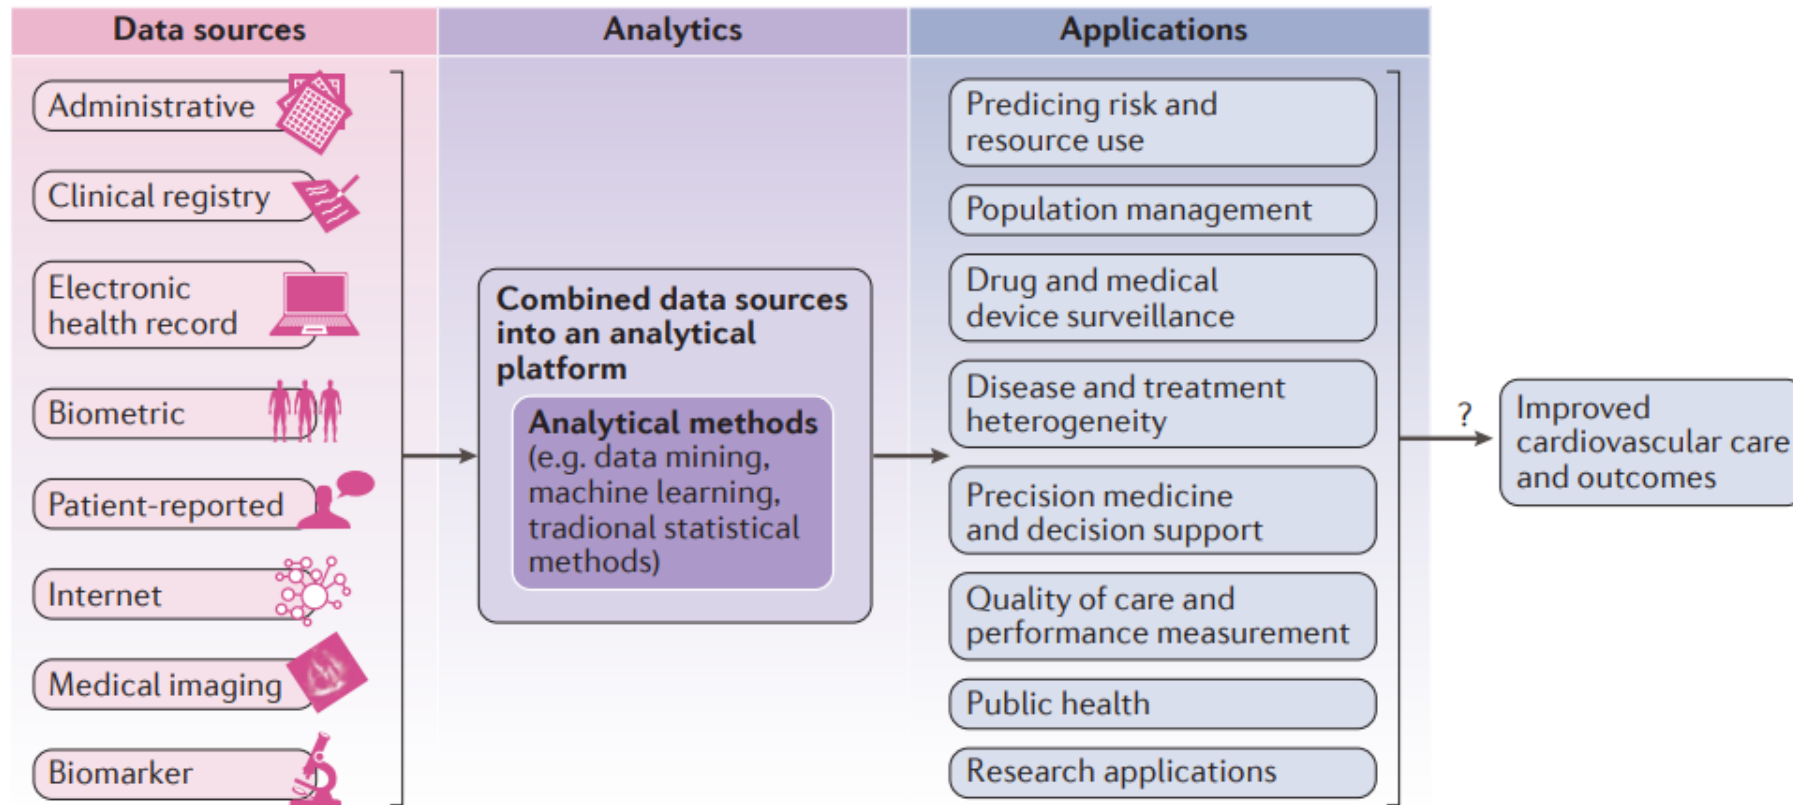 Data sources
Analytics
Applications
Administrative
Clinical registry
Electronic
health record
Biometric
Patient-reported
Internet
Medical imaging
Biomarker
Combined data sources
into an analytical
platform
Analytical methods
(e.g. data mining,
machine learning,
tradional statistical
methods)
Predicing risk and
resource use
Population management
Drug and medical
device surveillance
Disease and treatment
heterogeneity
Precision medicine
and decision support
Quality of care and
performance measurement
Public health
Research applications
?
Improved
cardiovascular care
and outcomes